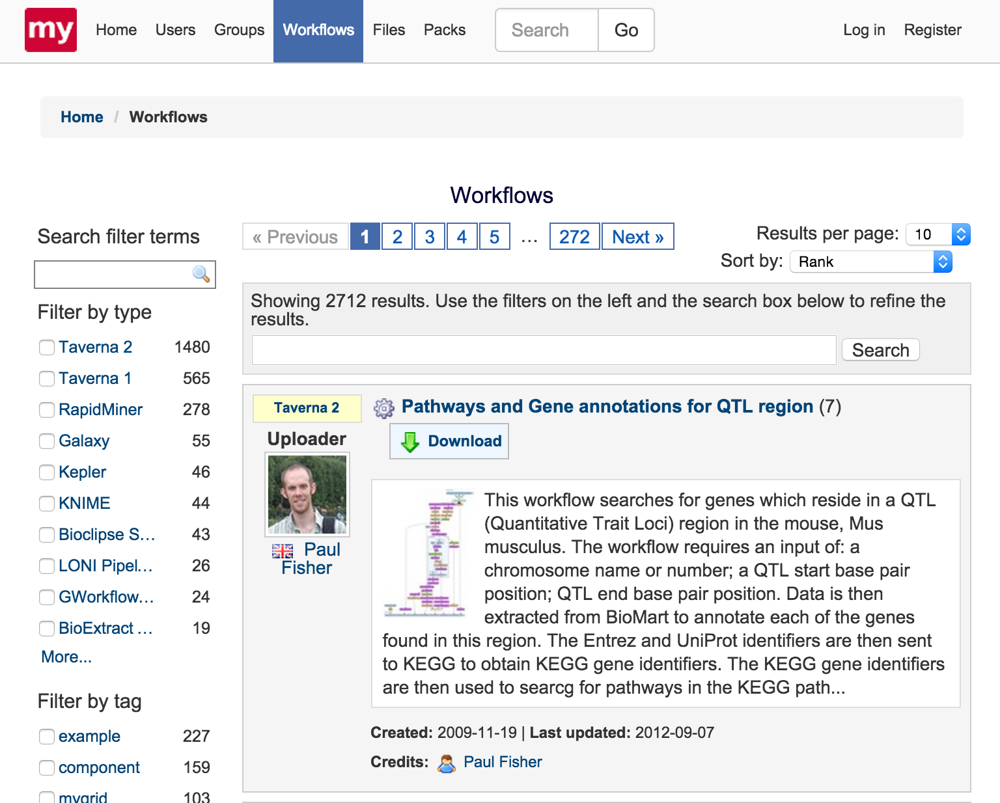 my Home Users Groups Workflows Files Packs Search Go Log in Register
Home / Workflows
Workflows
Search filter terms
Filter by type
Taverna 2 1480
Taverna 1 565
RapidMiner 278
Galaxy 55
Kepler 46
KNIME 44
Bioclipse S... 43
LONI Pipel... 26
GWorkflow... 24
BioExtract ... 19
More...
Filter by tag
example 227
component 159
mygrid 103
« Previous 1 2 3 4 5 ... 272 Next »
Results per page: 10
Sort by: Rank
Showing 2712 results. Use the filters on the left and the search box below to refine the
results.
Search
Taverna 2
Uploader
Paul
Fisher
Pathways and Gene annotations for QTL region (7)
Download
This workflow searches for genes which reside in a QTL
(Quantitative Trait Loci) region in the mouse, Mus
musculus. The workflow requires an input of: a
chromosome name or number; a QTL start base pair
position; QTL end base pair position. Data is then
extracted from BioMart to annotate each of the genes
found in this region. The Entrez and UniProt identifiers are then sent
to KEGG to obtain KEGG gene identifiers. The KEGG gene identifiers
are then used to searcg for pathways in the KEGG path...
Created: 2009-11-19 | Last updated: 2012-09-07
Credits: Paul Fisher